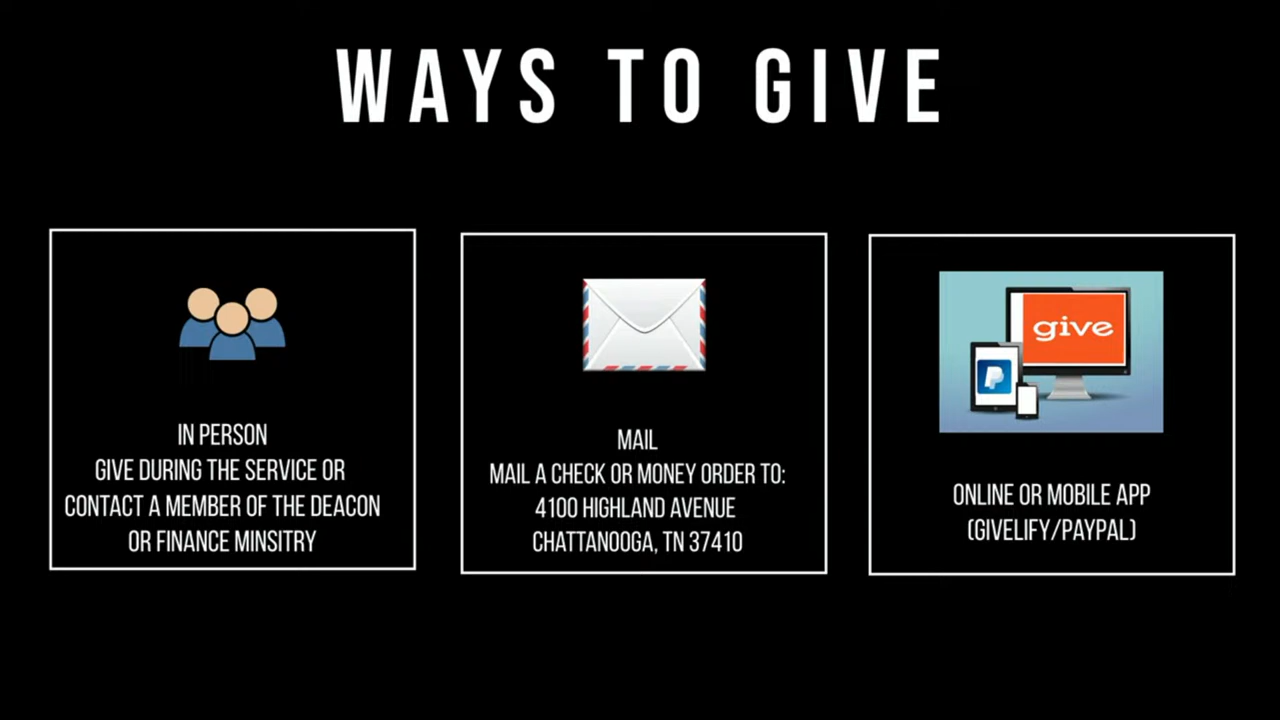 WAYS TO GIVE
IN PERSON
GIVE DURING THE SERVICE OR
CONTACT A MEMBER OF THE DEACON
OR FINANCE MINSITRY
MAIL
MAIL A CHECK OR MONEY ORDER TO:
4100 HIGHLAND AVENUE
CHATTANOOGA, TN 37410
give
P
ONLINE OR MOBILE APP
(GIVELIFY/PAYPAL)